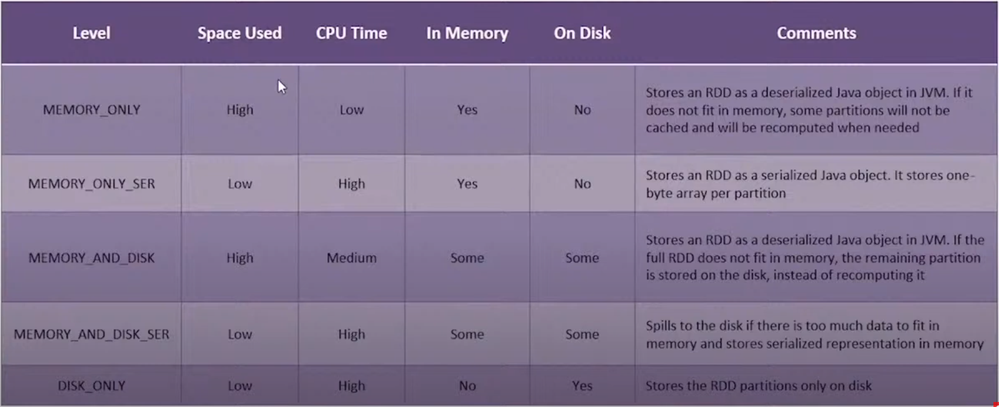 Level Space Used CPU Time In Memory On Disk Comments
Stores an RDD as a deserialized Java object in JVM. If it
MEMORY_ONLY High Low Yes No does not fit in memory, some partitions will not be
cached and will be recomputed when needed
MEMORY_ONLY_SER Low High Yes No Stores an RDD as a serialized Java object. It stores one-
byte array per partition
Stores an RDD as a deserialized Java object in JVM. If the
MEMORY_AND_DISK High Medium Some Some full RDD does not fit in memory, the remaining partition
is stored on the disk, instead of recomputing it
MEMORY_AND_DISK_SER Low High Some Some Spills to the disk if there is too much data to fit in
memory and stores serialized representation in memory
DISK_ONLY Low High No Yes Stores the RDD partitions only on disk